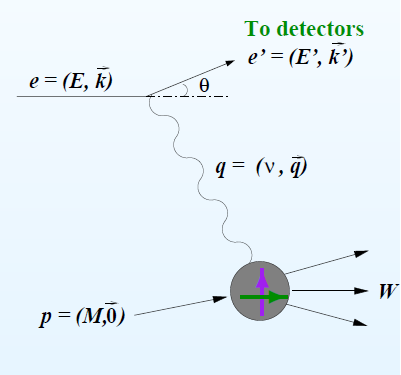 To detectors
e’ = (E’, k⃗’)
e = (E, k⃗)
θ
q = (ν, q⃗)
W
p = (M,0⃗)